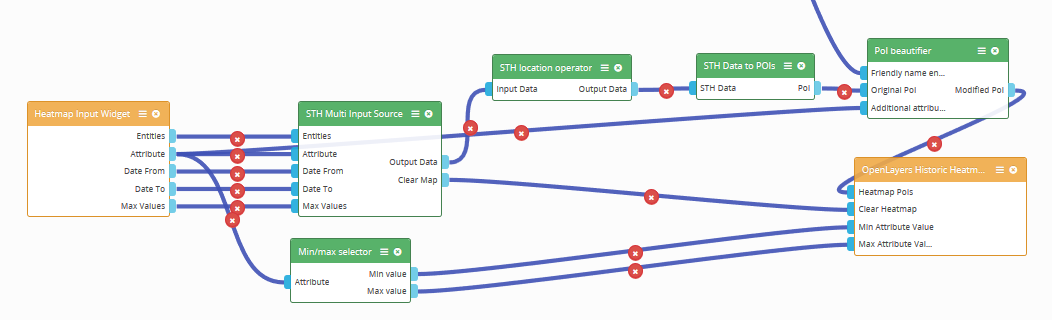 Heatmap Input Widget
Entities
Attribute
Date From
Date To
Max Values
STH Multi Input Source
Entities
Attribute
Date From
Date To
Max Values
Output Data
Clear Map
Min/max selector
Attribute
Min value
Max value
STH location operator
Input Data
Output Data
STH Data to POIs
STH Data
PoI
PoI beautifier
Friendly name en...
Original PoI
Additional attribu...
Modified PoI
OpenLayers Historic Heatm...
Heatmap PoIs
Clear Heatmap
Min Attribute Value
Max Attribute Val...